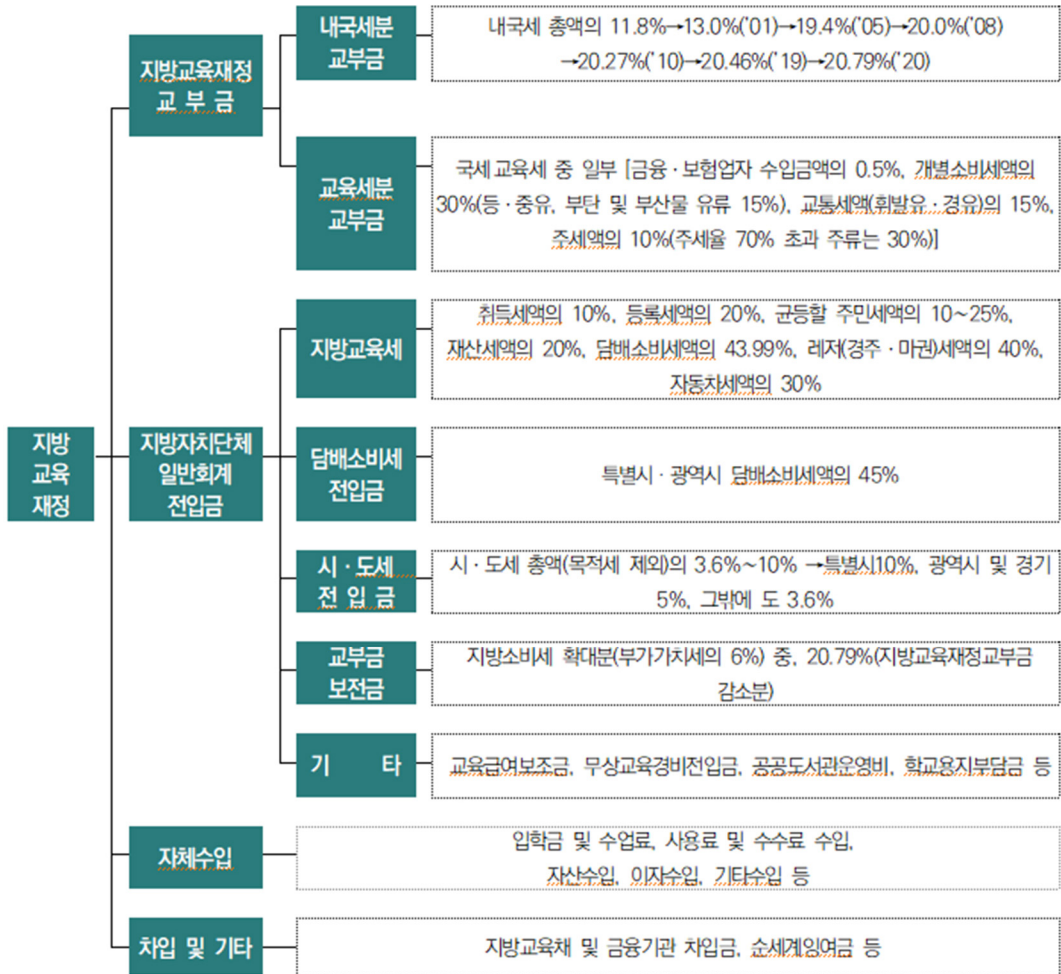 내국세분
교부금
내국세 총액의 11.8%→13.0%('01)→19.4%('05)→20.0%('08)
→20.27%('10)→20.46%('19)→20.79%('20)
지방교육재정
교 부 금
교육세분
교부금
국세 교육세 중 일부 [금융·보험업자 수입금액의 0.5%, 개별소비세액의
30%(등·중유, 부탄 및 부산물 유류 15%), 교통세액(휘발유·경유)의 15%,
주세액의 10%(주세율 70% 초과 주류는 30%)]
지방교육세
취득세액의 10%, 등록세액의 20%, 균등할 주민세액의 10~25%,
재산세액의 20%, 담배소비세액의 43.99%, 레저(경주·마권)세액의 40%,
자동차세액의 30%
지방
교육
재정
지방자치단체
일반회계
전입금
담배소비세
전입금
특별시·광역시 담배소비세액의 45%
시·도세
전 입 금
시·도세 총액(목적세 제외)의 3.6%~10% →특별시10%, 광역시 및 경기
5%, 그밖에 도 3.6%
교부금
보전금
지방소비세 확대분(부가가치세의 6%) 중, 20.79%(지방교육재정교부금
감소분)
기 타
교육급여보조금, 무상교육경비전입금, 공공도서관운영비, 학교용지부담금 등
자체수입
입학금 및 수업료, 사용료 및 수수료 수입,
자산수입, 이자수입, 기타수입 등
차입 및 기타
지방교육채 및 금융기관 차입금, 순세계잉여금 등